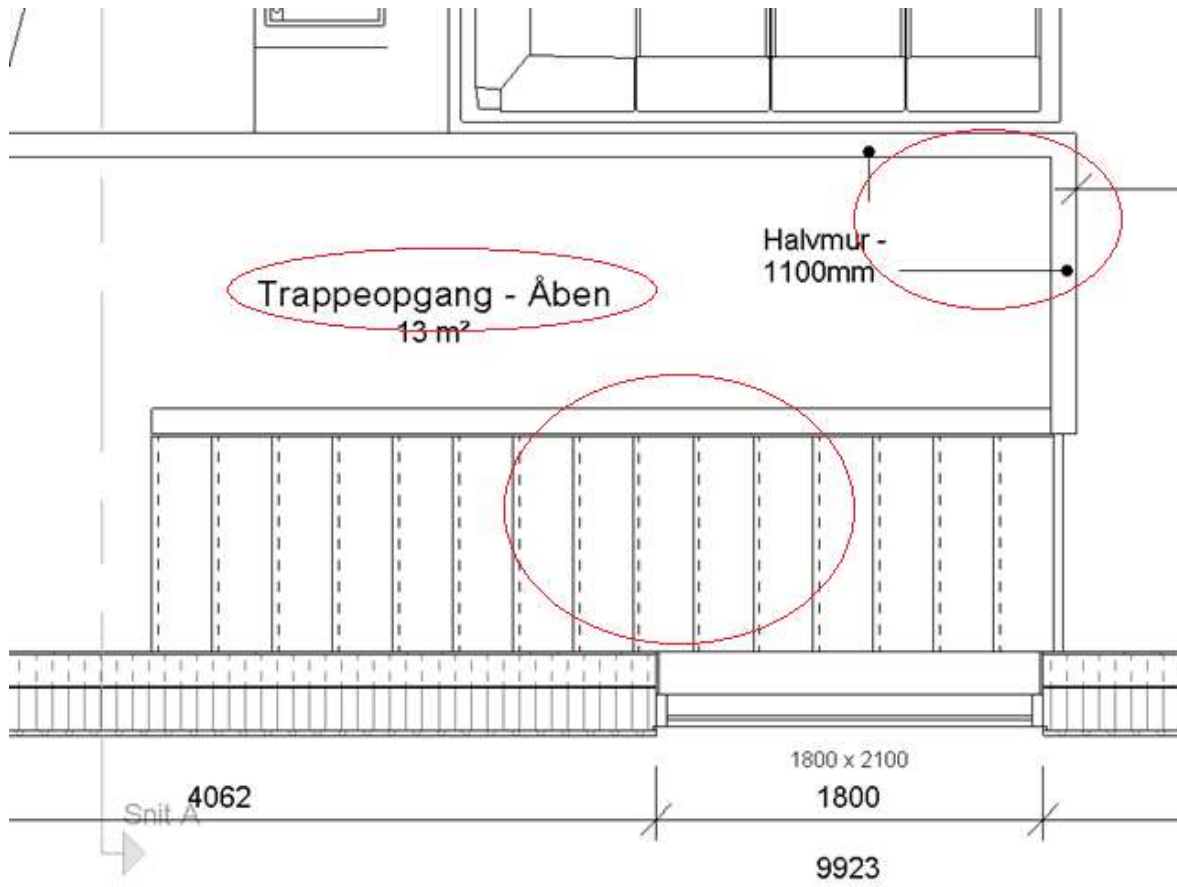 Halvmur -
1100mm
Trappeopgang - Åben
13 m²
1800 x 2100
4062
1800
Snit A
9923